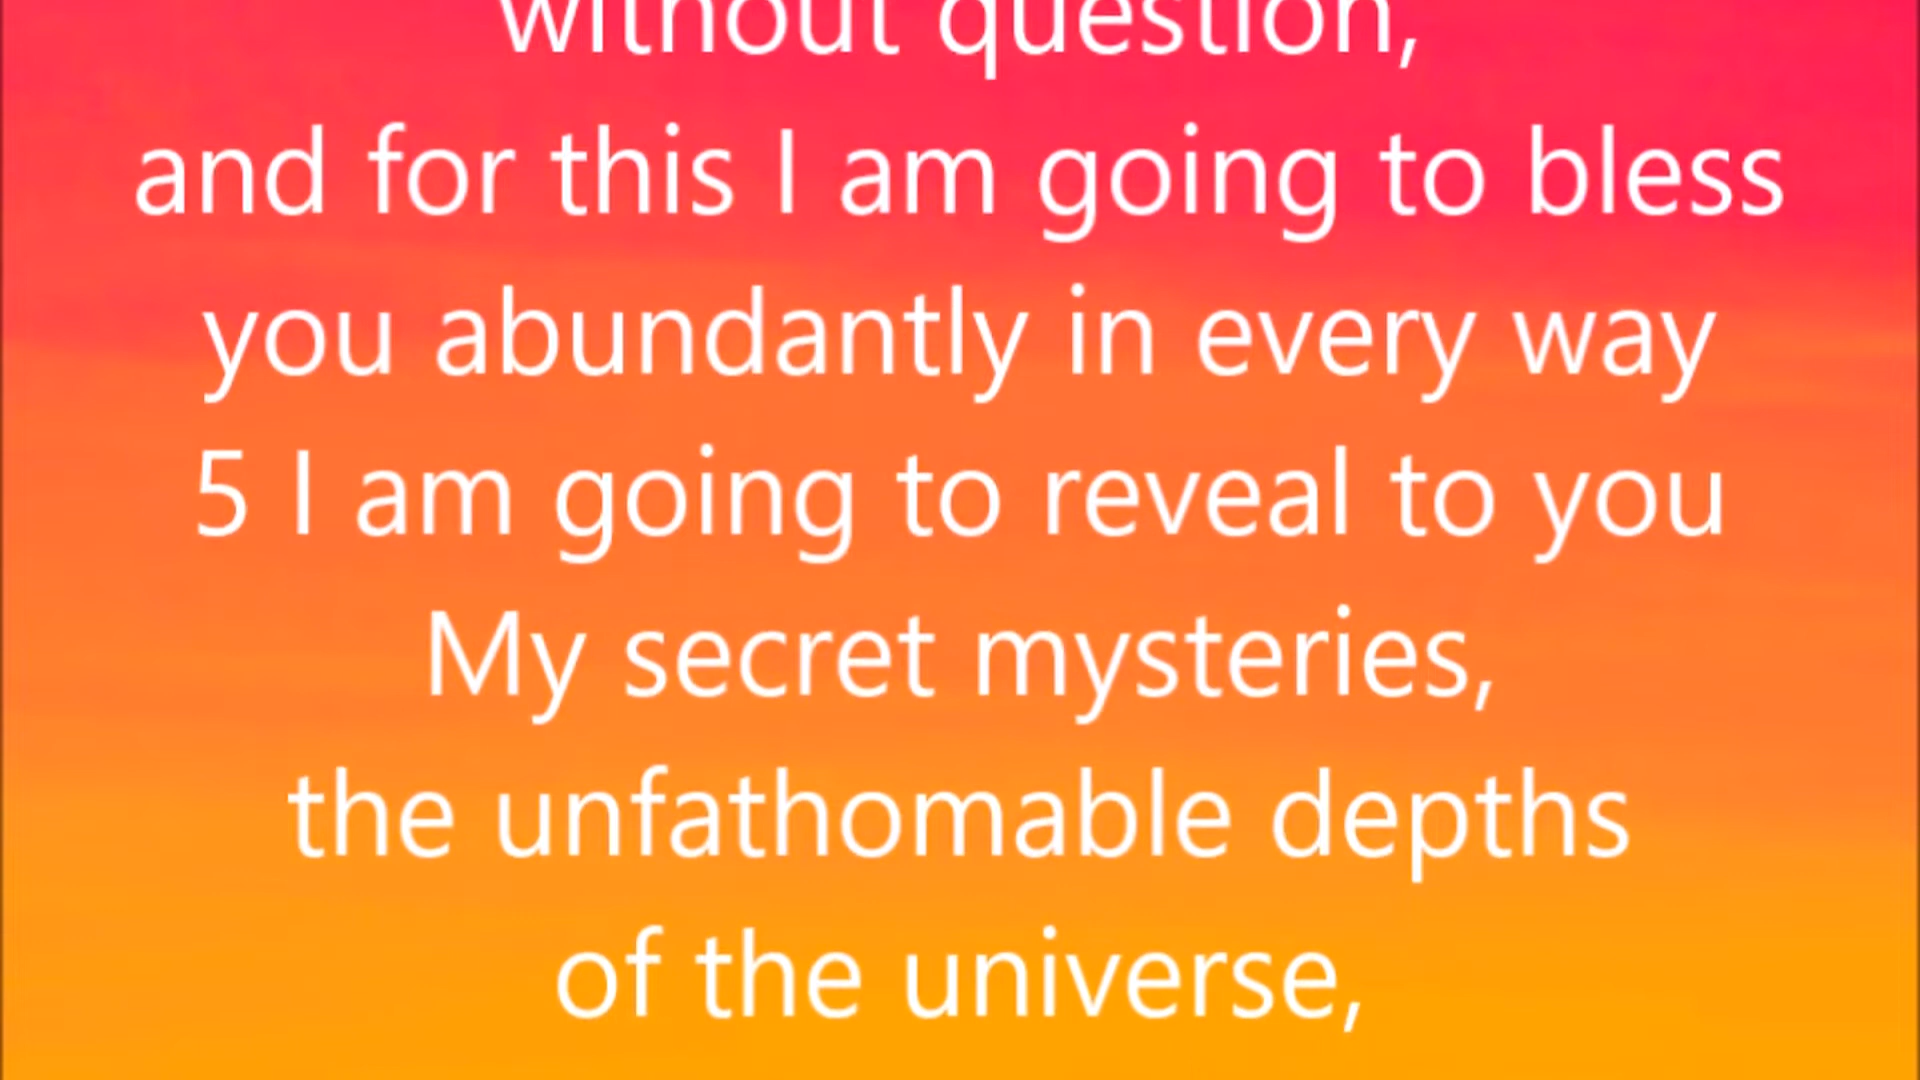 without question,
and for this I am going to bless
you abundantly in every way
5 I am going to reveal to you
My secret mysteries,
the unfathomable depths
of the universe,